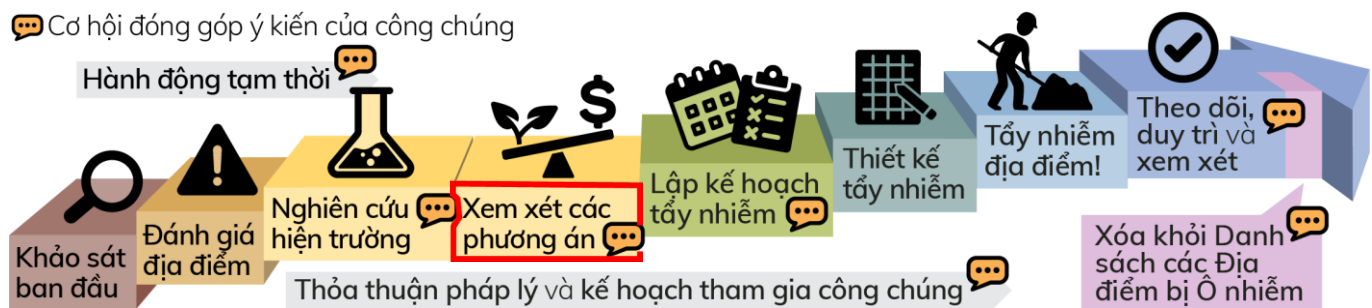 Cơ hội đóng góp ý kiến của công chúng
Hành động tạm thời
Khảo sát
ban đầu
Đánh giá
địa điểm
Nghiên cứu
hiện trường
Xem xét các
phương án
Lập kế hoạch
tẩy nhiễm
Thiết kế
tẩy nhiễm
Tẩy nhiễm
địa điểm!
Theo dõi,
duy trì và
xem xét
Xóa khỏi Danh
sách các Địa
điểm bị Ô nhiễm
Thỏa thuận pháp lý và kế hoạch tham gia công chúng